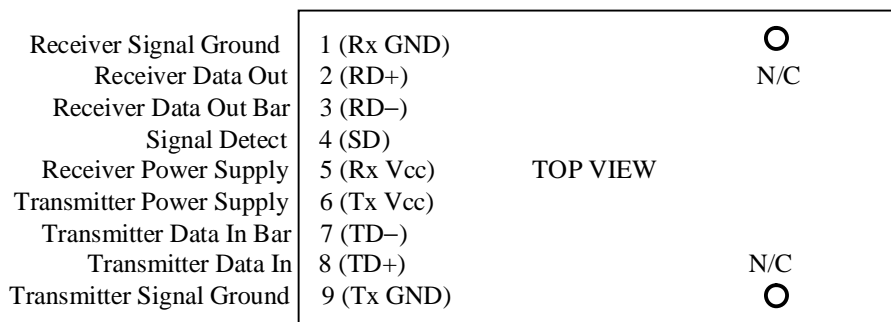 Receiver Signal Ground 1 (Rx GND)
Receiver Data Out 2 (RD+) N/C
Receiver Data Out Bar 3 (RD−)
Signal Detect 4 (SD)
Receiver Power Supply 5 (Rx Vcc) TOP VIEW
Transmitter Power Supply 6 (Tx Vcc)
Transmitter Data In Bar 7 (TD−)
Transmitter Data In 8 (TD+) N/C
Transmitter Signal Ground 9 (Tx GND)